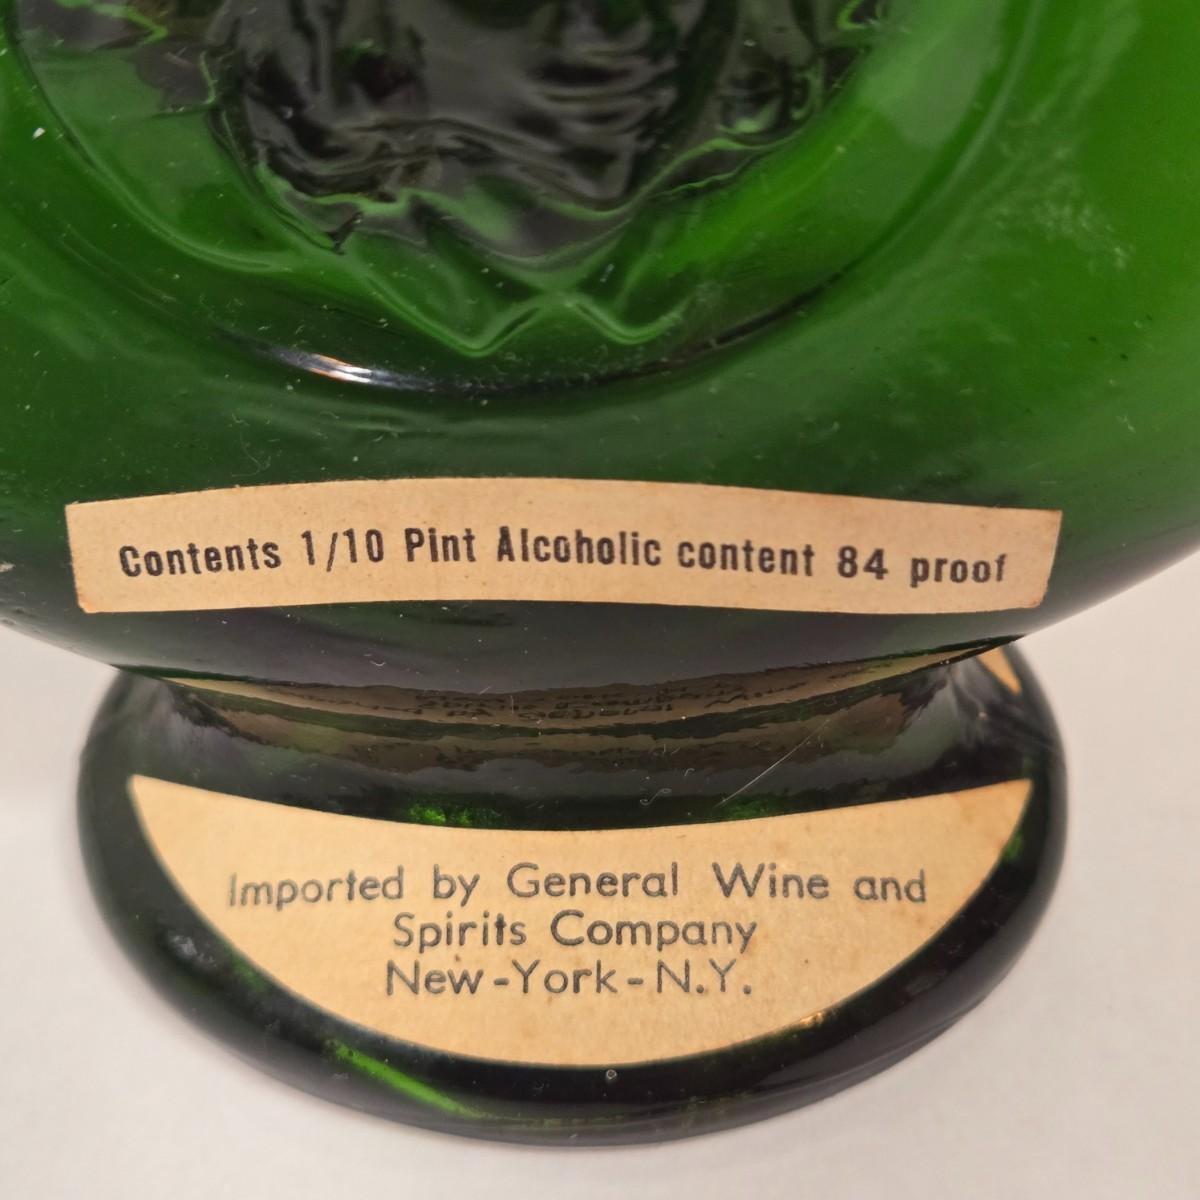 Contents 1/10 Pint Alcoholic content 84 proof
Imported by General Wine and
Spirits Company
New-York-N.Y.